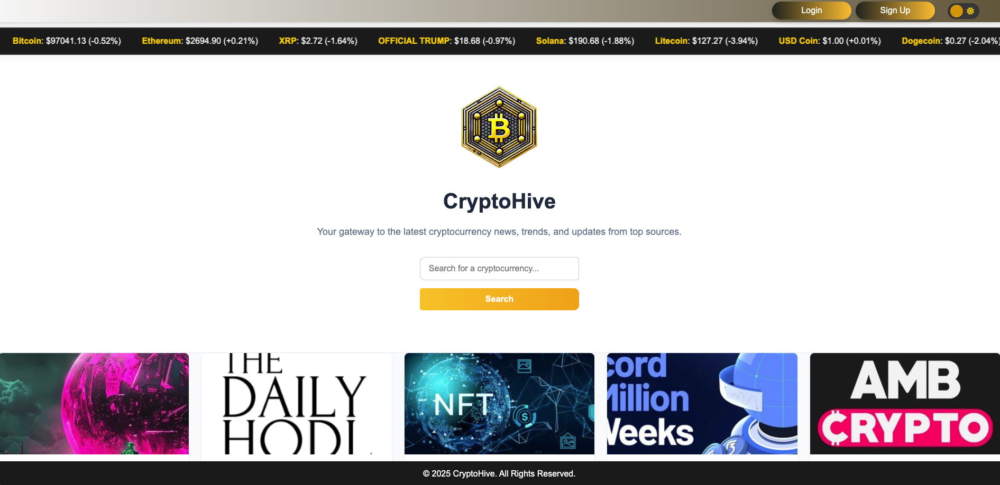 Login
Sign Up
Bitcoin: $97041.13 (-0.52%) Ethereum: $2694.90 (+0.21%) XRP: $2.72 (-1.64%) OFFICIAL TRUMP: $18.68 (-0.97%) Solana: $190.68 (-1.88%) Litecoin: $127.27 (-3.94%) USD Coin: $1.00 (+0.01%) Dogecoin: $0.27 (-2.04%)
CryptoHive
Your gateway to the latest cryptocurrency news, trends, and updates from top sources.
Search for a cryptocurrency...
Search
THE
DAILY
HODL
NFT
cord
Million
Weeks
AMB
CRYPTO
© 2025 CryptoHive. All Rights Reserved.